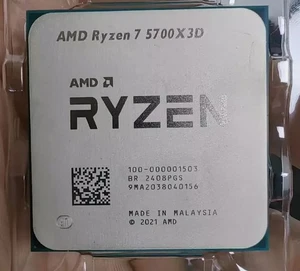 AMD Ryzen 7 5700X3D
AMD
RYZEN
100-000001503
BR 2408PGS
9MA2038040156
MADE IN MALAYSIA
© 2021 AMD